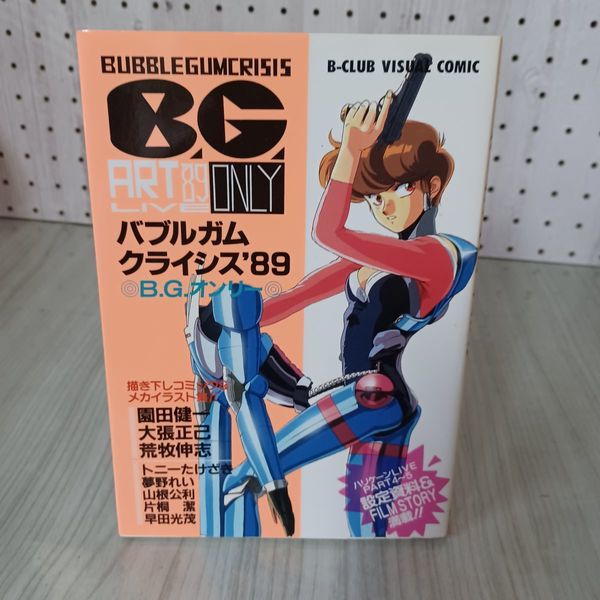 BUBBLEGUMCRISIS
B-CLUB VISUAL COMIC
B.G.
ART '89 ONLY
LIVE
バブルガム
クライシス'89
◎B.G.オンリー◎
描き下しコミック&
メカイラスト集!!
園田健一
大張正己
荒牧伸志
トニーたけざき
夢野れい
山根公利
片桐 潔
早田光茂
ハリケーンLIVE
PART4〜5
設定資料&
FILM STORY
満載!!